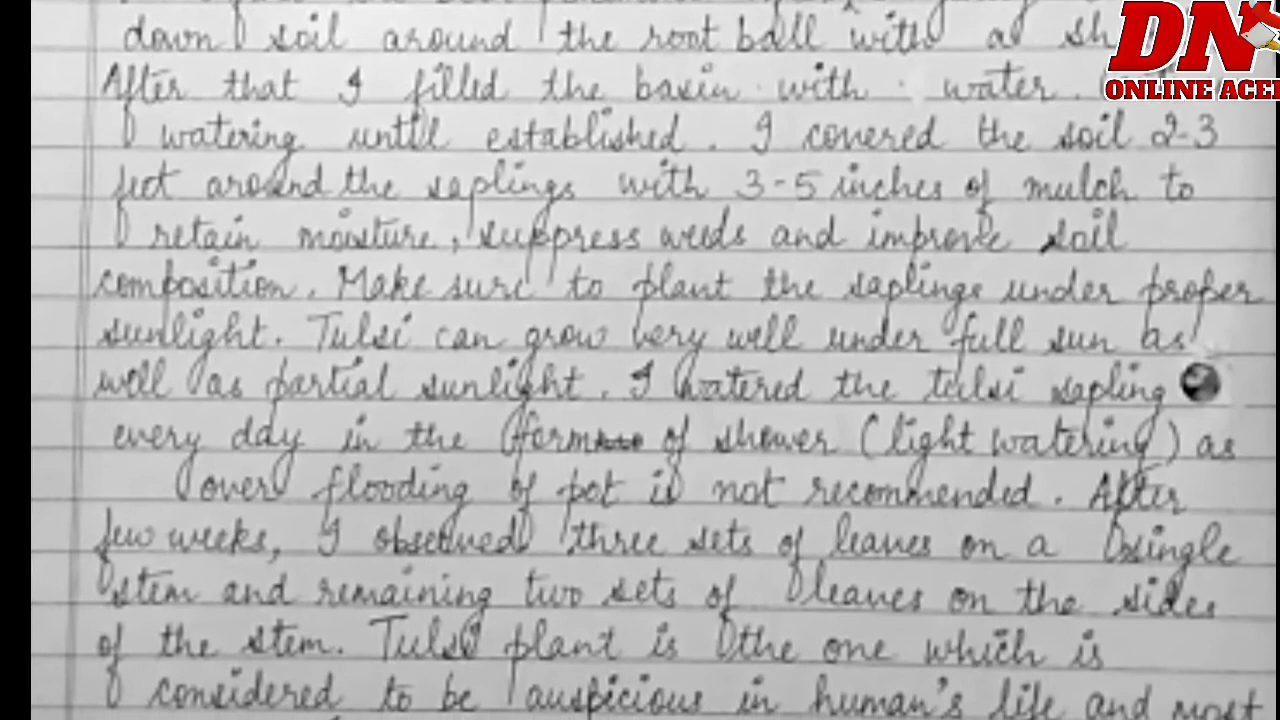 down soil around the root ball with a sh
After that I filled the basin with water.
watering until established. I covered the soil 2-3
feet around the saplings with 3-5 inches of mulch to
retain moisture, suppress weeds and improve soil
composition. Make sure to plant the saplings under proper
sunlight. Tulsi can grow very well under full sun as
well as partial sunlight. I watered the tulsi sapling
every day in the form of shower (light watering) as
over flooding of pot is not recommended. After
few weeks, I observed three sets of leaves on a single
stem and remaining two sets of leaves on the sides
of the stem. Tulsi plant is the one which is
considered to be auspicious in human's life and most
DN
ONLINE ACE